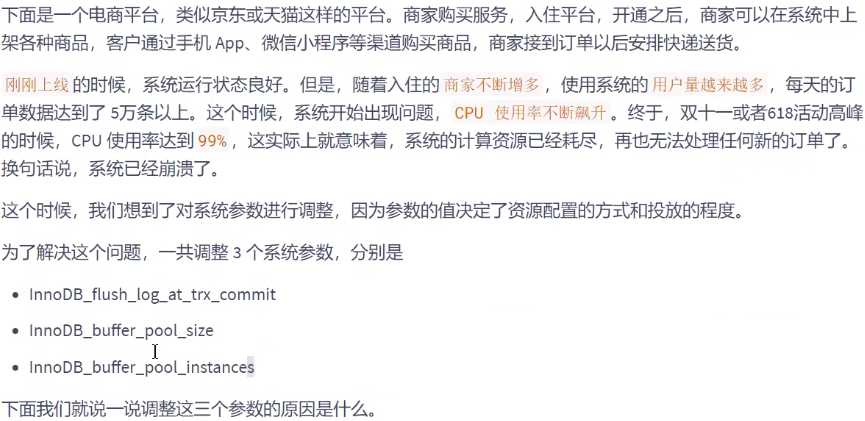 下面是一个电商平台，类似京东或天猫这样的平台。商家购买服务，入住平台，开通之后，商家可以在系统中上
架各种商品，客户通过手机 App、微信小程序等渠道购买商品，商家接到订单以后安排快递送货。
刚刚上线的时候，系统运行状态良好。但是，随着入住的商家不断增多，使用系统的用户量越来越多，每天的订
单数据达到了 5万条以上。这个时候，系统开始出现问题，CPU 使用率不断飙升。终于，双十一或者618活动高峰
的时候，CPU 使用率达到99%，这实际上就意味着，系统的计算资源已经耗尽，再也无法处理任何新的订单了。
换句话说，系统已经崩溃了。
这个时候，我们想到了对系统参数进行调整，因为参数的值决定了资源配置的方式和投放的程度。
为了解决这个问题，一共调整 3 个系统参数，分别是
• InnoDB_flush_log_at_trx_commit
• InnoDB_buffer_pool_size
• InnoDB_buffer_pool_instances
下面我们就说一说调整这三个参数的原因是什么。